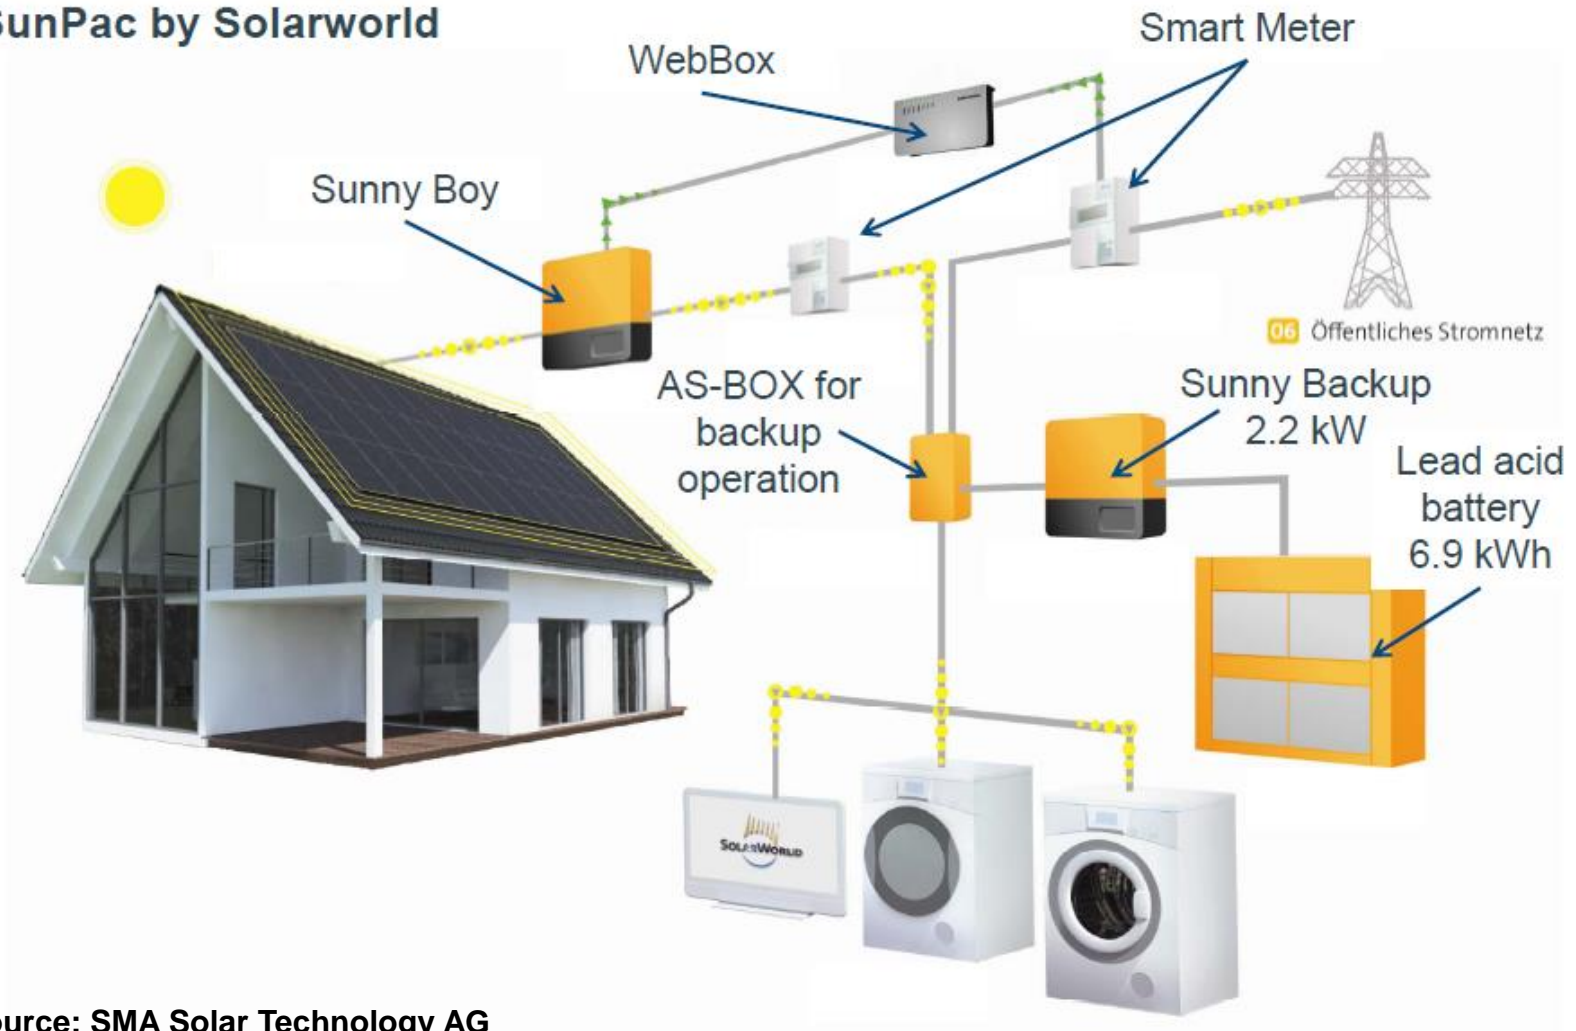 SunPac by Solarworld
Smart Meter
WebBox
Sunny Boy
06 Öffentliches Stromnetz
AS-BOX for
backup
operation
Sunny Backup
2.2 kW
Lead acid
battery
6.9 kWh
SOLARWORLD
ource: SMA Solar Technology AG